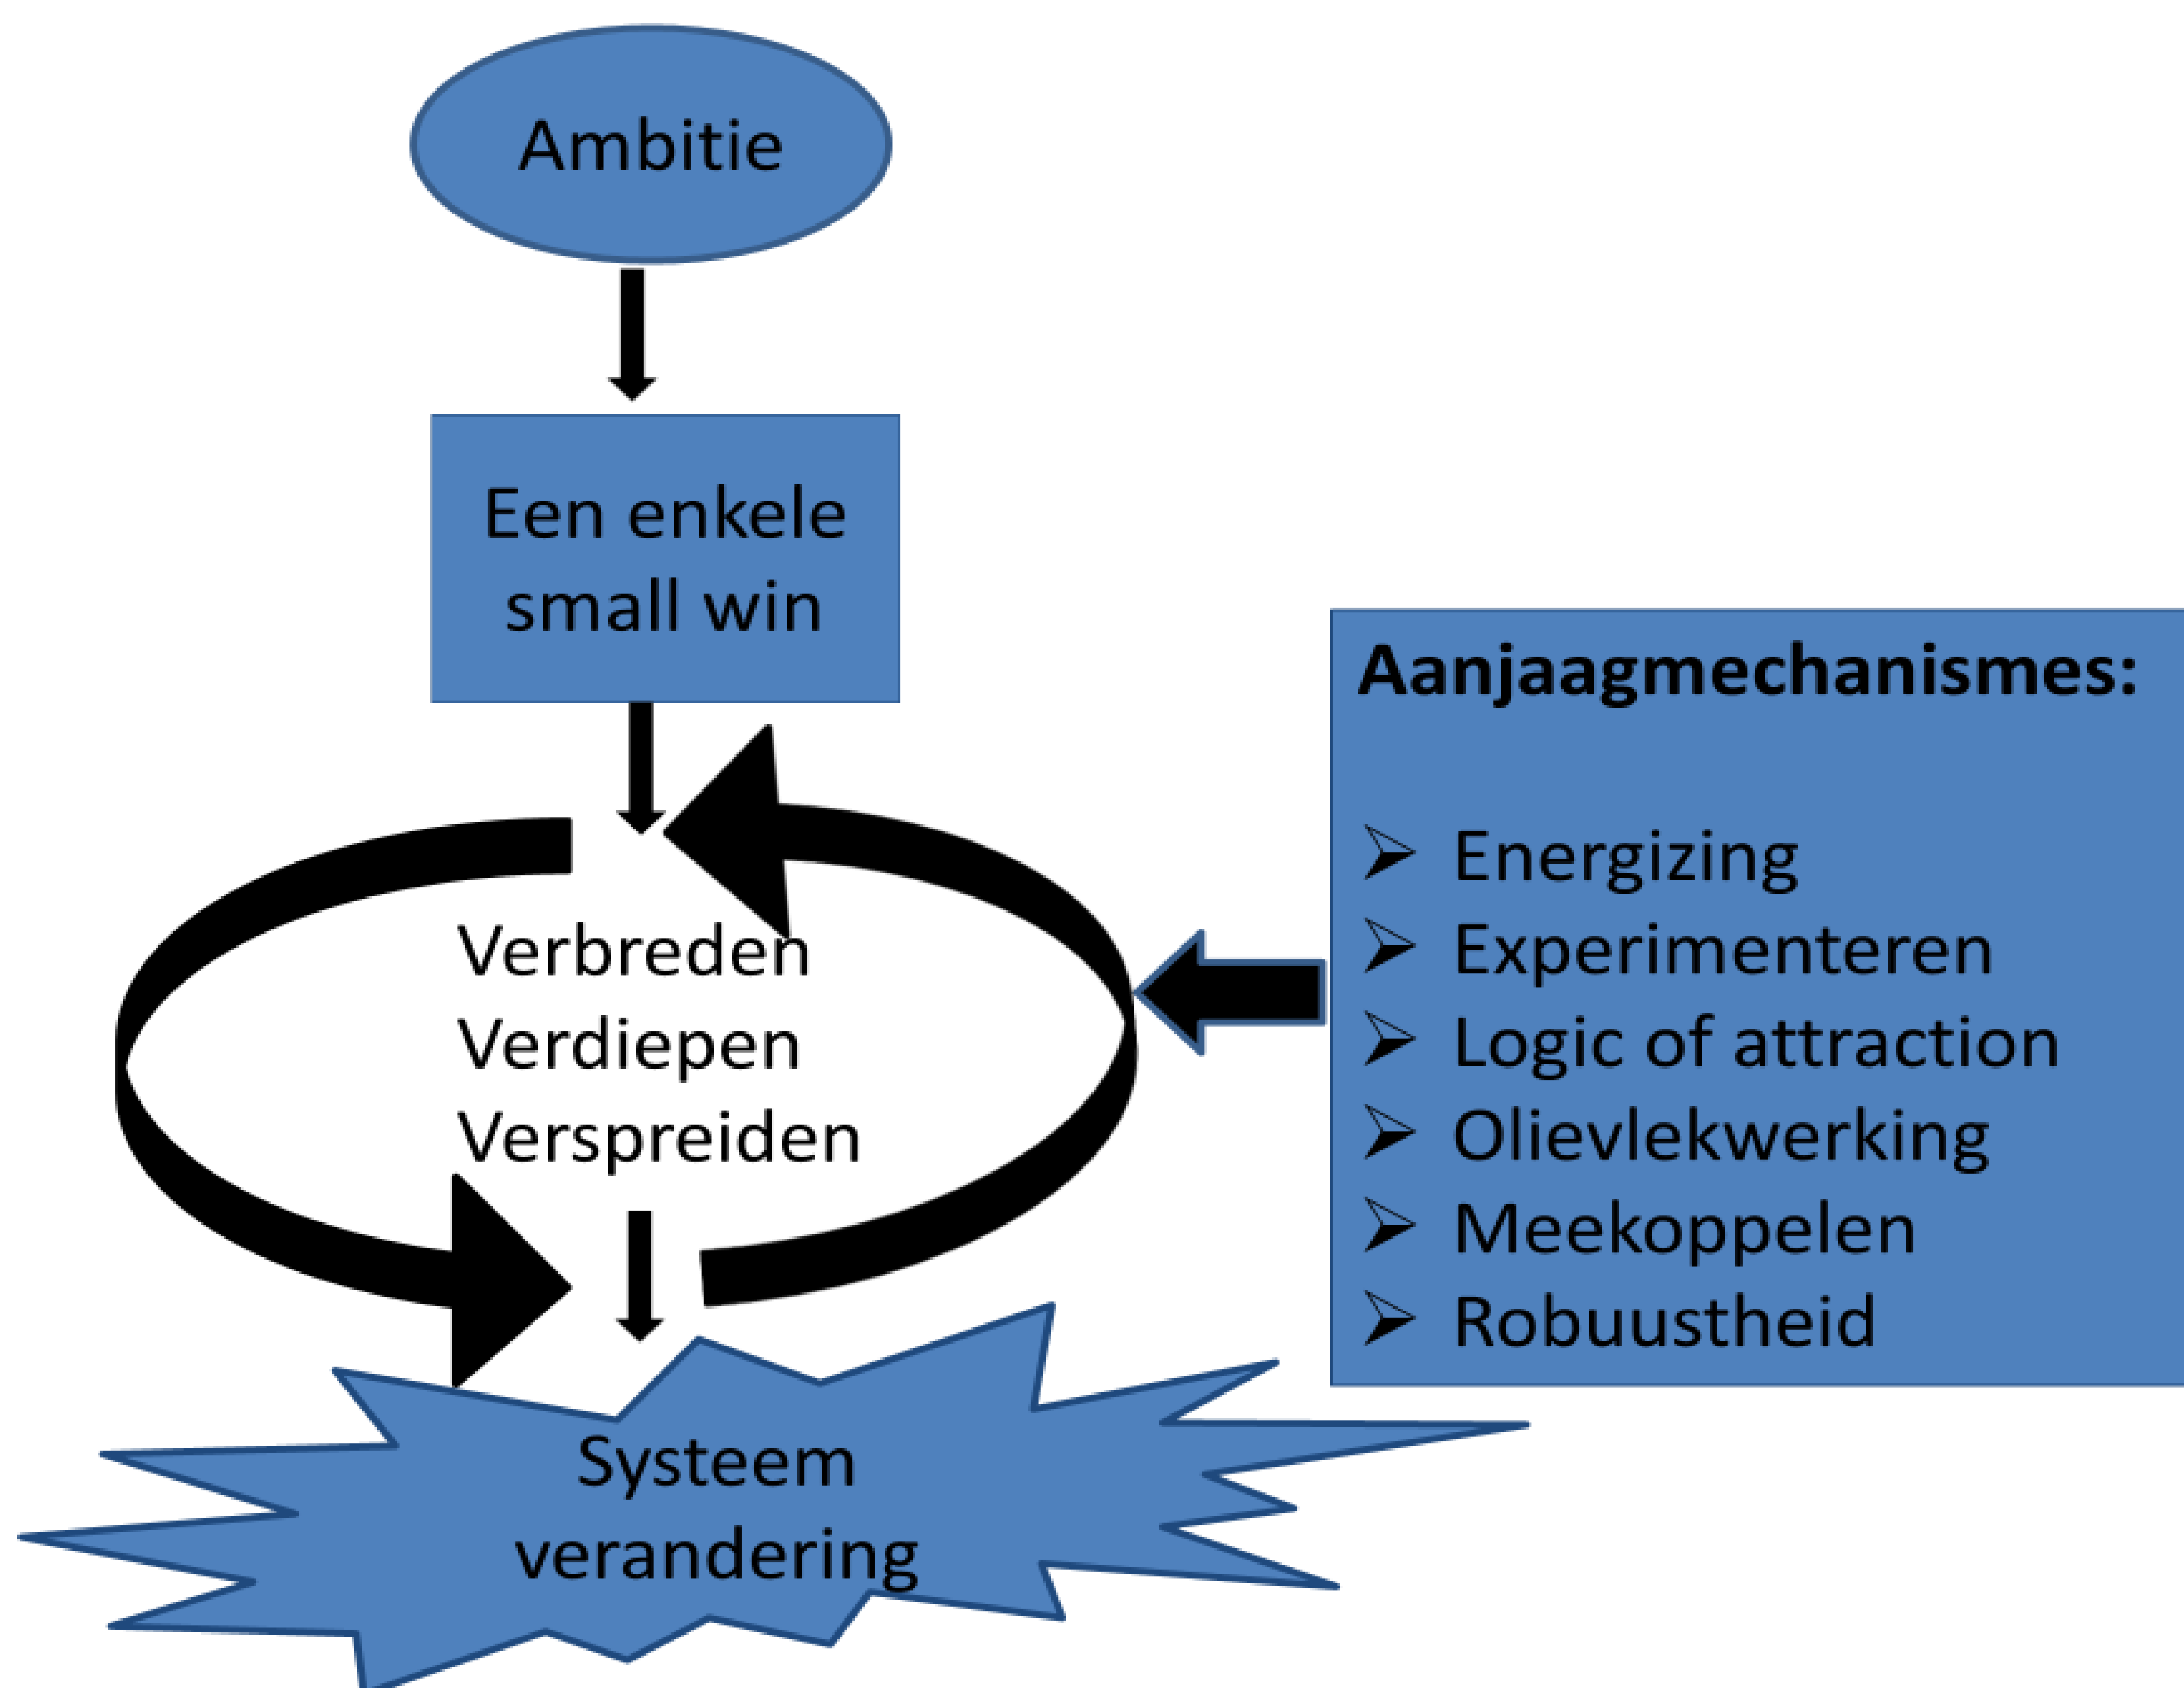 Ambitie
Een enkele
small win
Verbreden
Verdiepen
Verspreiden
Systeem
verandering
Aanjaagmechanismes:
Energizing
Experimenteren
Logic of attraction
Olievlekwerking
Meekoppelen
Robuustheid